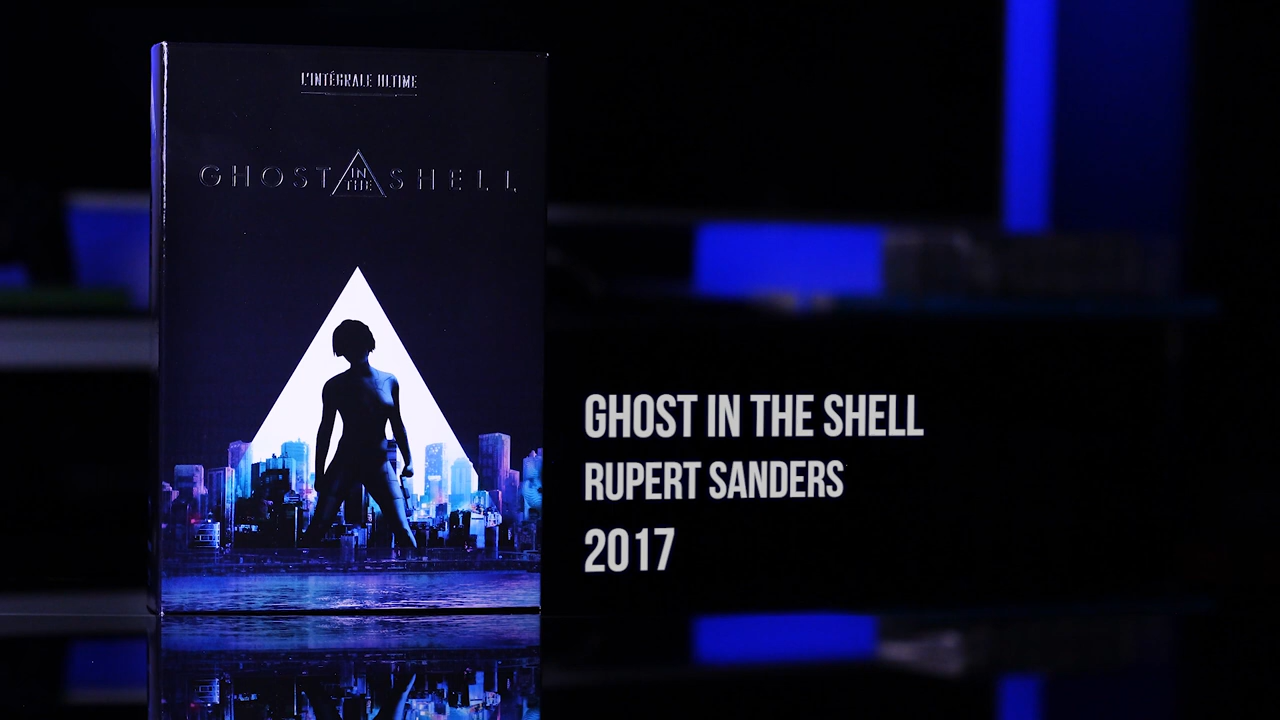 L'INTÉGRALE ULTIME
GHOST IN THE SHELL
GHOST IN THE SHELL
RUPERT SANDERS
2017